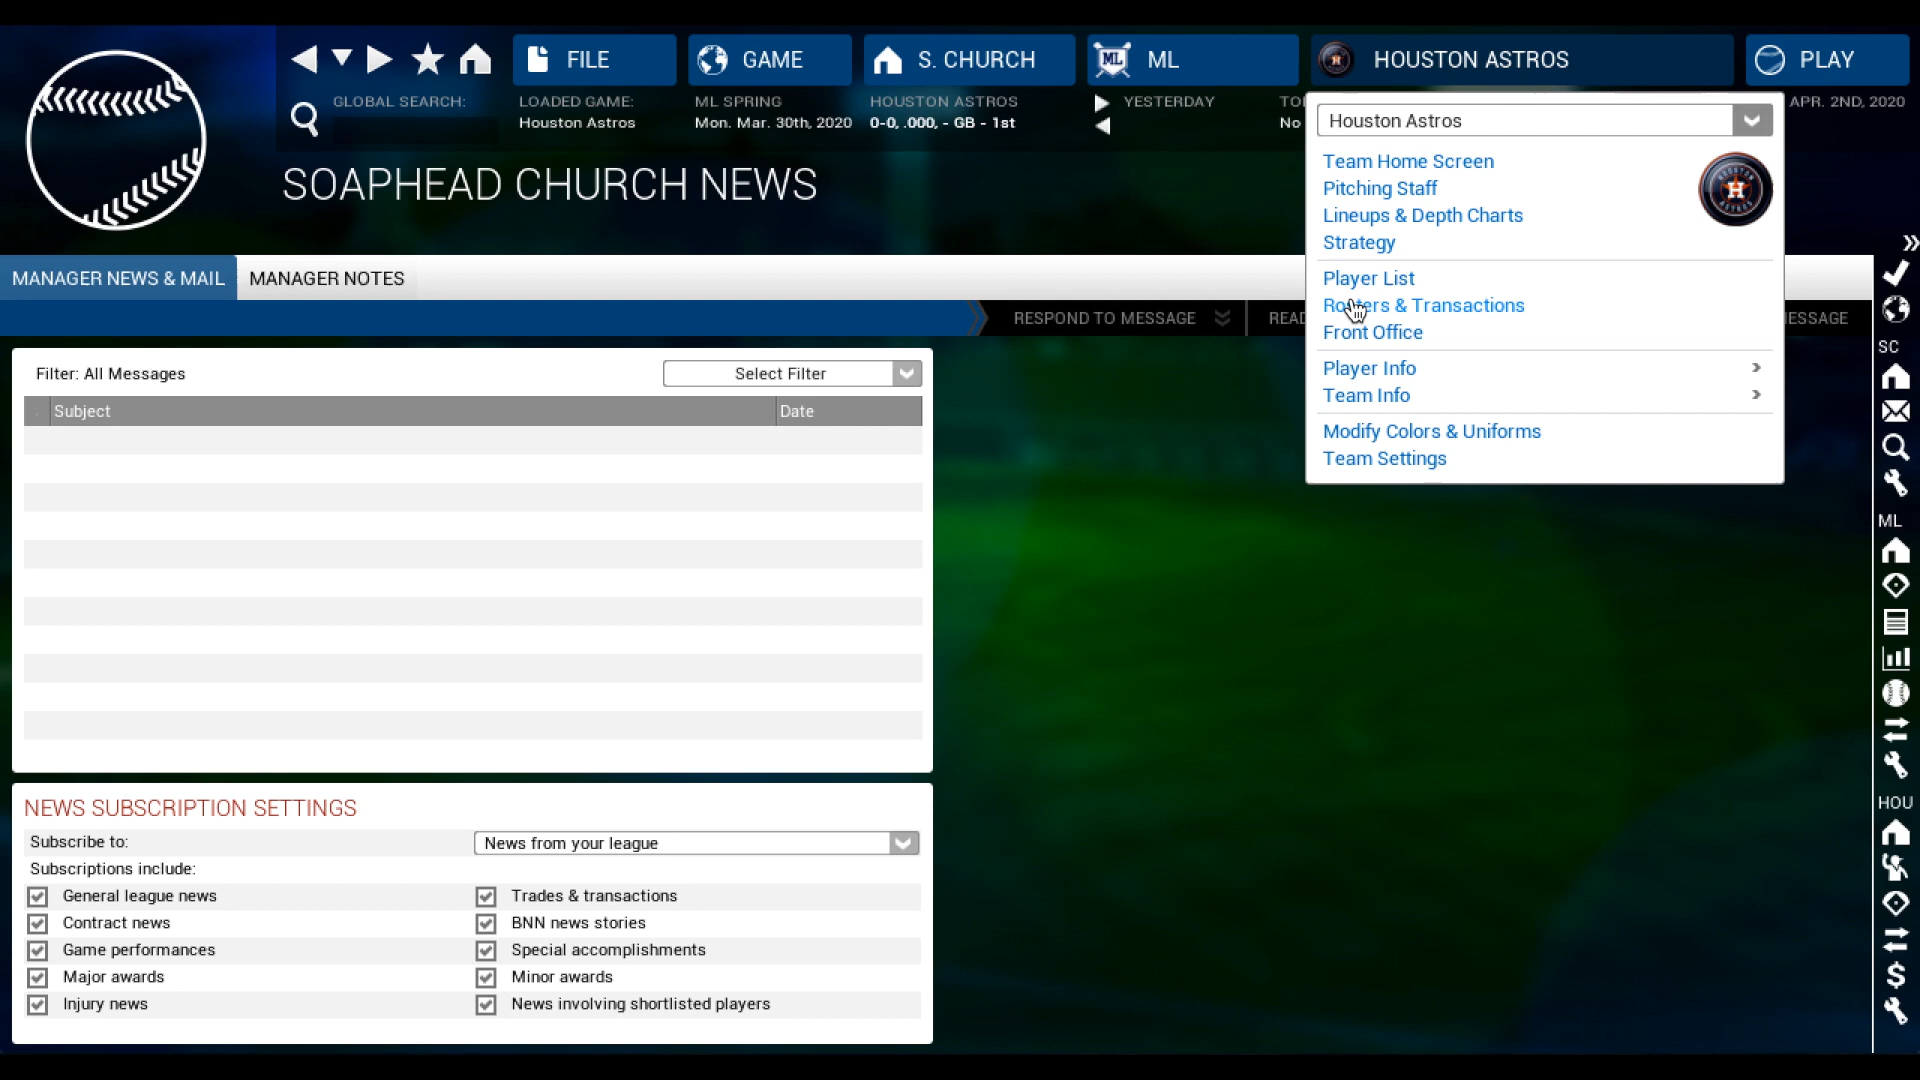 FILE
GAME
S. CHURCH
ML
HOUSTON ASTROS
PLAY
GLOBAL SEARCH:
LOADED GAME:
Houston Astros
ML SPRING
Mon. Mar. 30th, 2020
HOUSTON ASTROS
0-0, .000, - GB - 1st
YESTERDAY
No
APR. 2ND, 2020
SOAPHEAD CHURCH NEWS
Houston Astros
Team Home Screen
Pitching Staff
Lineups & Depth Charts
Strategy
Player List
Rosters & Transactions
Front Office
Player Info
Team Info
Modify Colors & Uniforms
Team Settings
MANAGER NEWS & MAIL
MANAGER NOTES
RESPOND TO MESSAGE
READ
ESSAGE
Filter: All Messages
Select Filter
Subject
Date
NEWS SUBSCRIPTION SETTINGS
Subscribe to:
News from your league
Subscriptions include:
General league news
Trades & transactions
Contract news
BNN news stories
Game performances
Special accomplishments
Major awards
Minor awards
Injury news
News involving shortlisted players
SC
ML
HOU